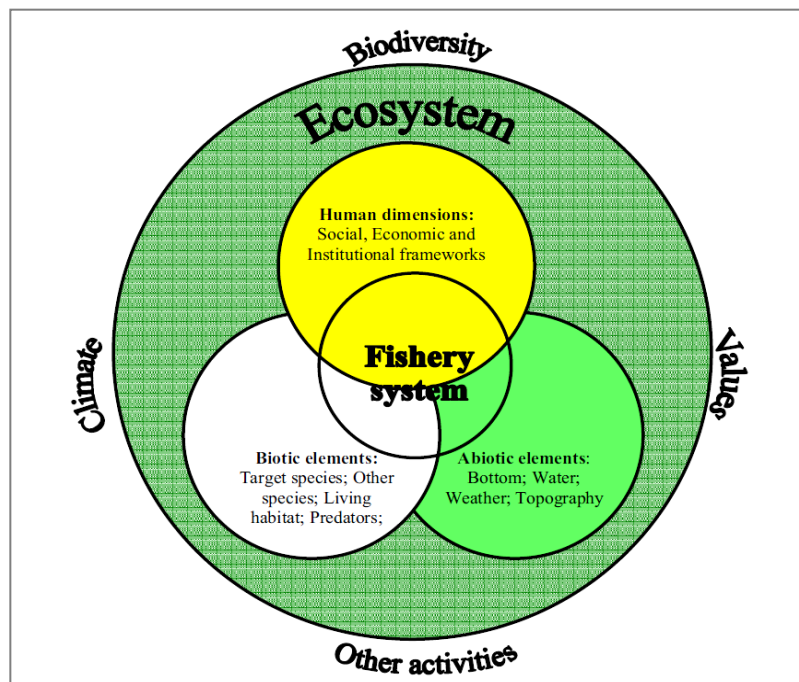 Biodiversity
Ecosystem
Human dimensions:
Social, Economic and
Institutional frameworks
Climate
Values
Fishery
system
Biotic elements:
Target species; Other
species; Living
habitat; Predators;
Abiotic elements:
Bottom; Water;
Weather; Topography
Other activities